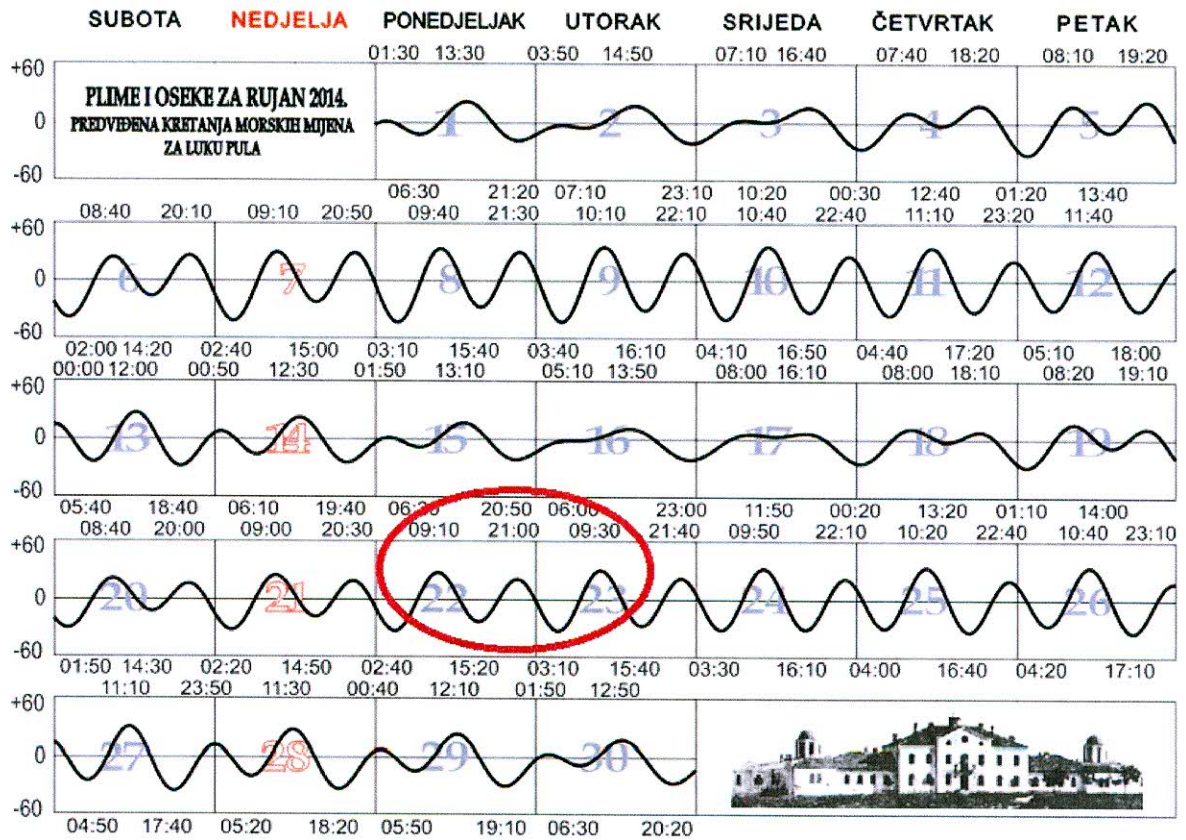 SUBOTA NEDJELJA PONEDJELJAK UTORAK SRIJEDA ČETVRTAK PETAK
01:30 13:30 03:50 14:50 07:10 16:40 07:40 18:20 08:10 19:20
+60
PLIME I OSEKE ZA RUJAN 2014.
PREDVIĐENA KRETANJA MORSKIH MIJENA
ZA LUKU PULA
0 1 2 3 4 5
-60
06:30 21:20 07:10 23:10 10:20 00:30 12:40 01:20 13:40
08:40 20:10 09:10 20:50 09:40 21:30 10:10 22:10 10:40 22:40 11:10 23:20 11:40
+60
0 6 7 8 9 10 11 12
-60
02:00 14:20 02:40 15:00 03:10 15:40 03:40 16:10 04:10 16:50 04:40 17:20 05:10 18:00
00:00 12:00 00:50 12:30 01:50 13:10 05:10 13:50 08:00 16:10 08:00 18:10 08:20 19:10
+60
0 13 14 15 16 17 18 19
-60
05:40 18:40 06:10 19:40 20:50 06:00 23:00 11:50 00:20 13:20 01:10 14:00
08:40 20:00 09:00 20:30 09:10 21:00 09:30 21:40 09:50 22:10 10:20 22:40 10:40 23:10
+60
0 20 21 22 23 24 25 26
-60
01:50 14:30 02:20 14:50 02:40 15:20 03:10 15:40 03:30 16:10 04:00 16:40 04:20 17:10
11:10 23:50 11:30 00:40 12:10 01:50 12:50
+60
0 27 28 29 30
-60
04:50 17:40 05:20 18:20 05:50 19:10 06:30 20:20